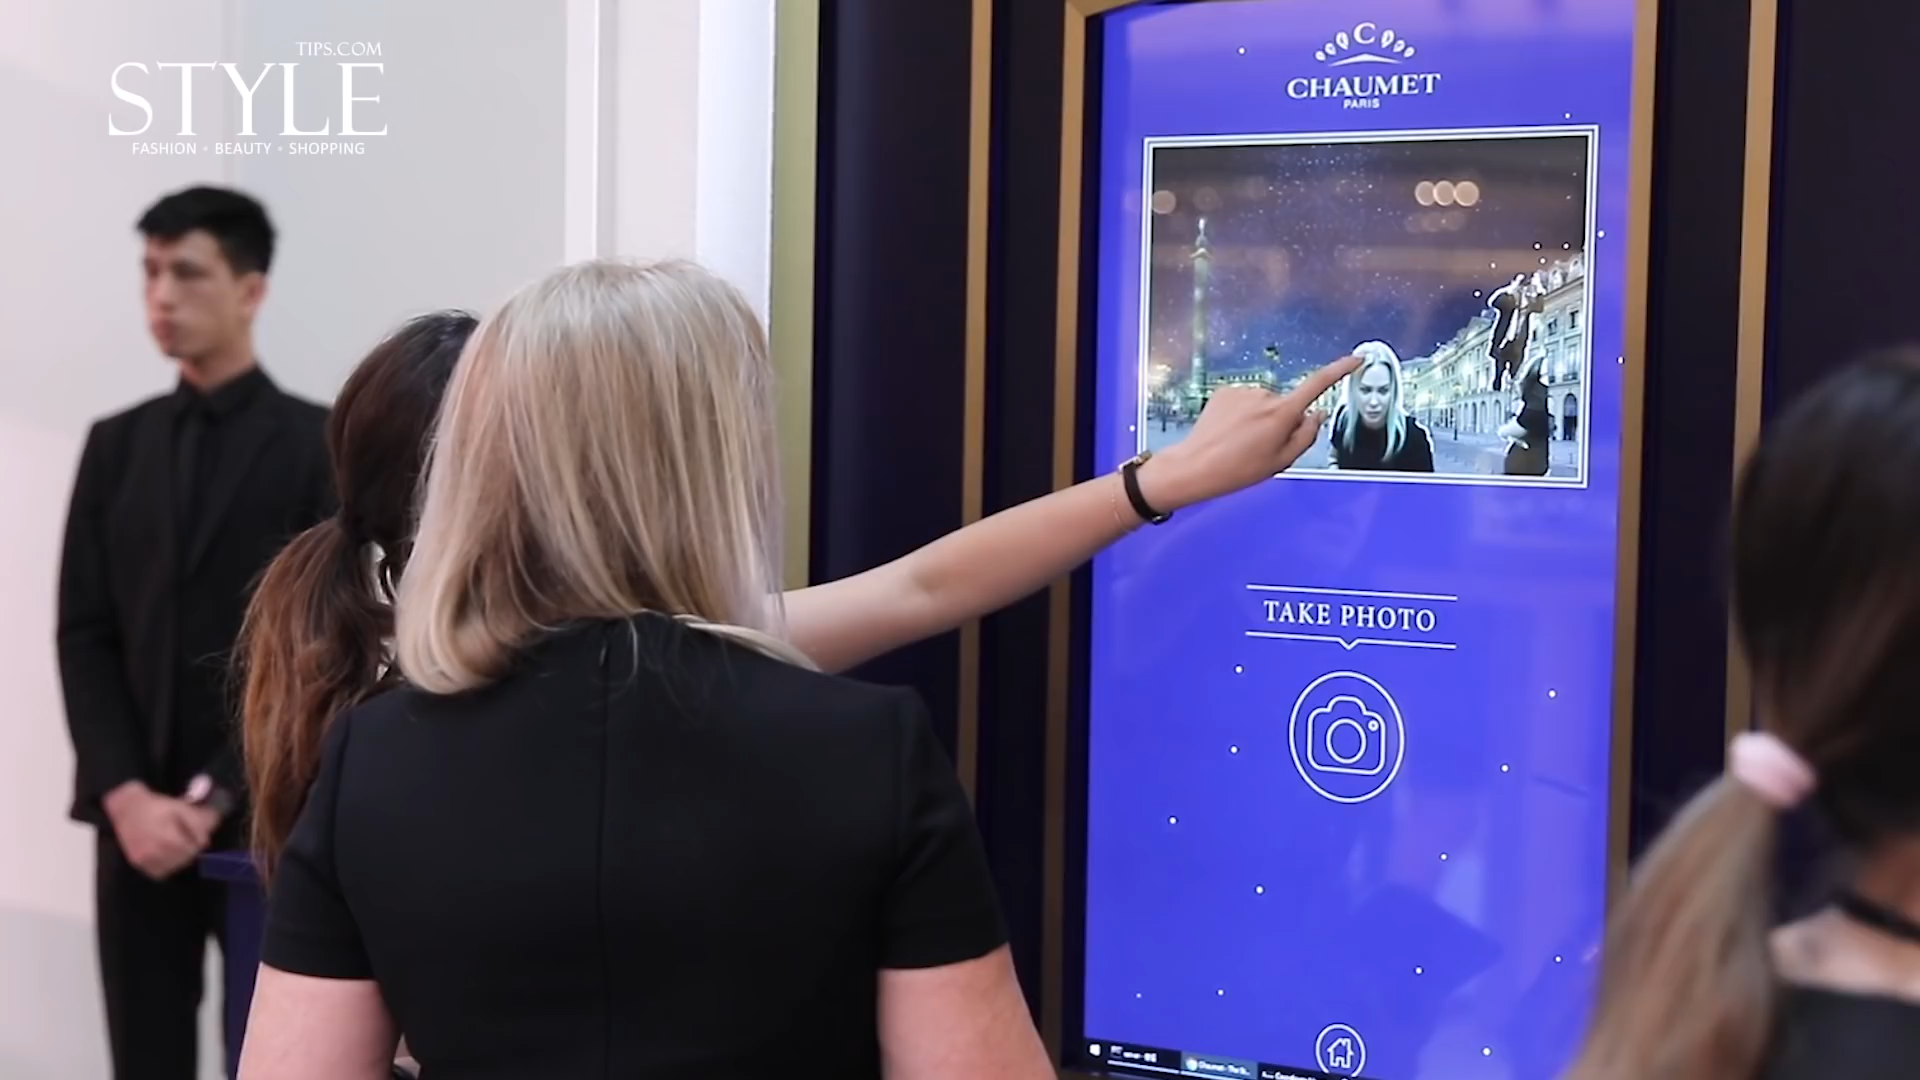 TIPS.COM
STYLE
FASHION • BEAUTY • SHOPPING
C
CHAUMET
PARIS
TAKE PHOTO